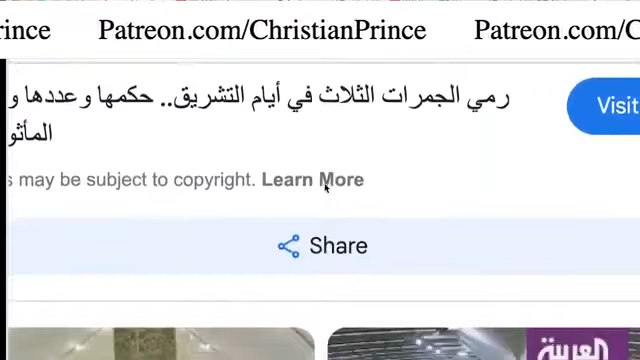 rince Patreon.com/ChristianPrince Patreon.com/C
رمي الجمرات الثلاث في أيام التشريق.. حكمها وعددها و
المأثو
Visit
s may be subject to copyright. Learn More
Share
العربية